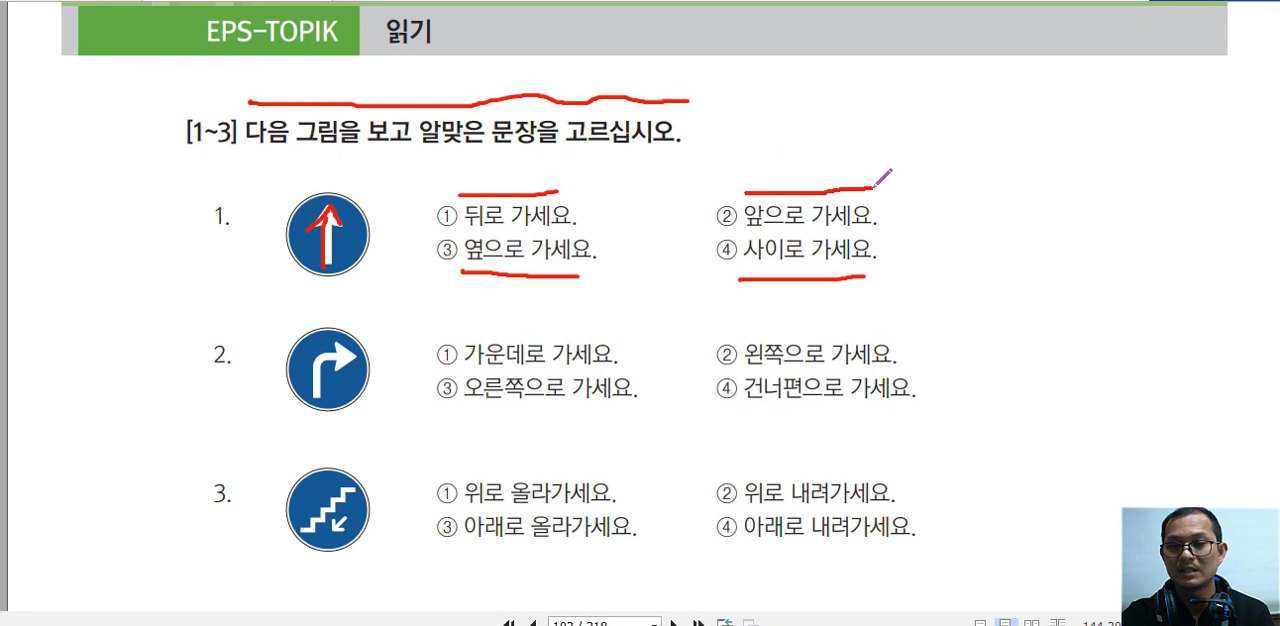 EPS-TOPIK 읽기
[1~3] 다음 그림을 보고 알맞은 문장을 고르십시오.
1. ① 뒤로 가세요. ② 앞으로 가세요.
③ 옆으로 가세요. ④ 사이로 가세요.
2. ① 가운데로 가세요. ② 왼쪽으로 가세요.
③ 오른쪽으로 가세요. ④ 건너편으로 가세요.
3. ① 위로 올라가세요. ② 위로 내려가세요.
③ 아래로 올라가세요. ④ 아래로 내려가세요.